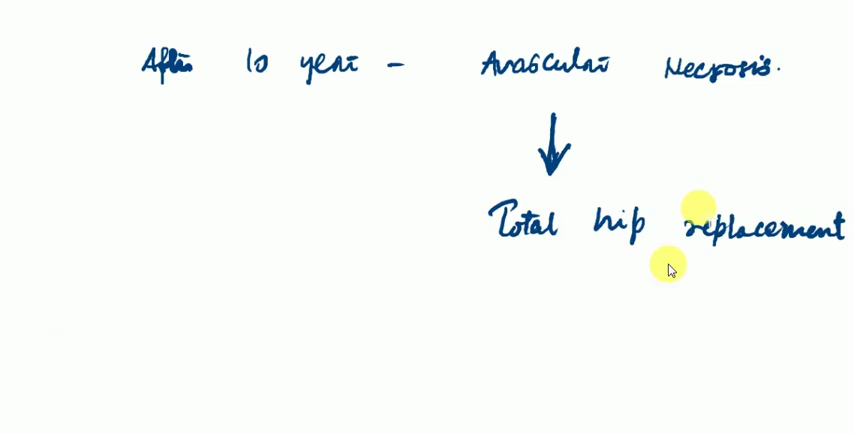 After 10 year - Avascular Necrosis.
Total hip replacement